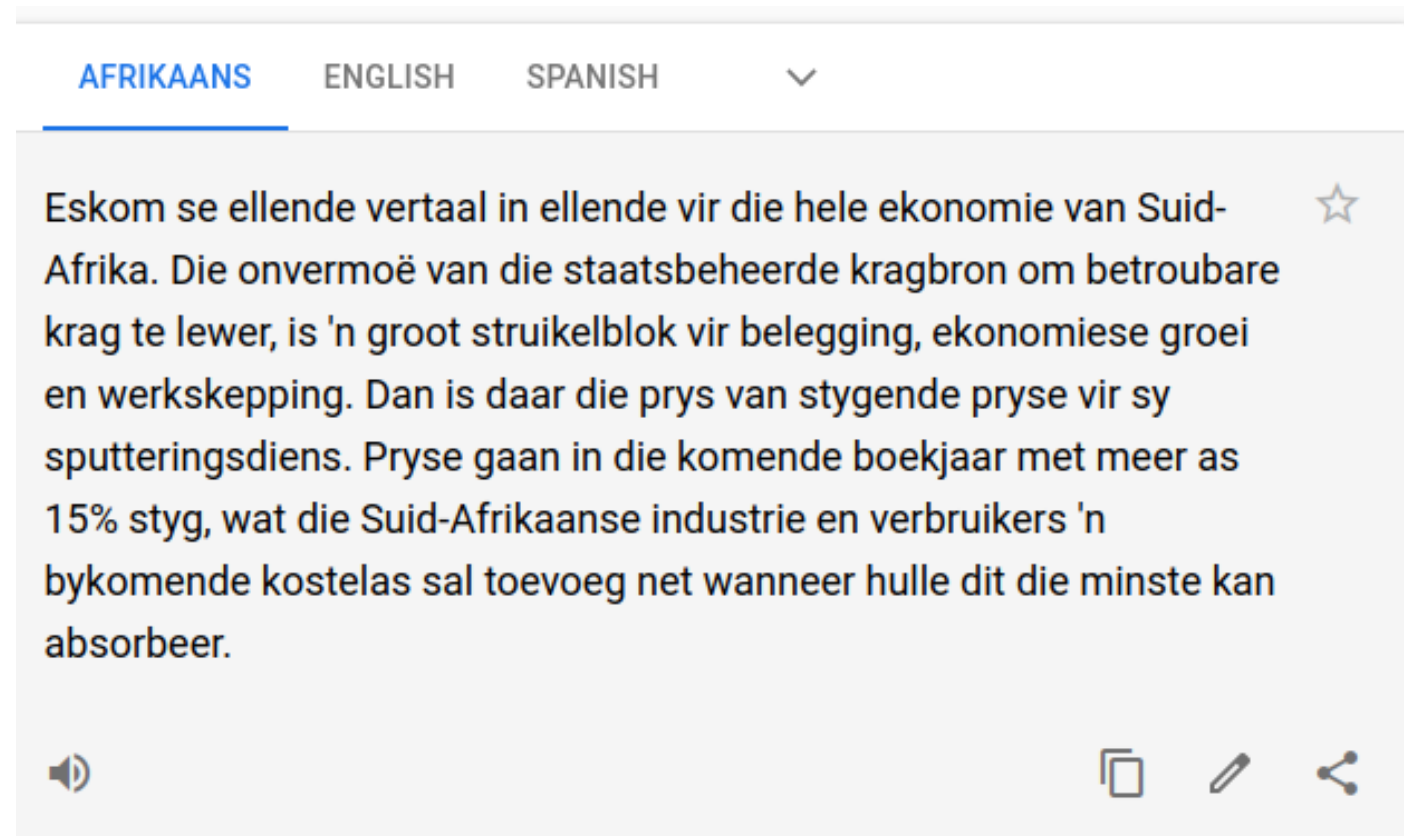 AFRIKAANS ENGLISH SPANISH
Eskom se ellende vertaal in ellende vir die hele ekonomie van Suid-
Afrika. Die onvermoë van die staatsbeheerde kragbron om betroubare
krag te lewer, is 'n groot struikelblok vir belegging, ekonomiese groei
en werkskepping. Dan is daar die prys van stygende pryse vir sy
sputteringsdiens. Pryse gaan in die komende boekjaar met meer as
15% styg, wat die Suid-Afrikaanse industrie en verbruikers 'n
bykomende kostelas sal toevoeg net wanneer hulle dit die minste kan
absorbeer.